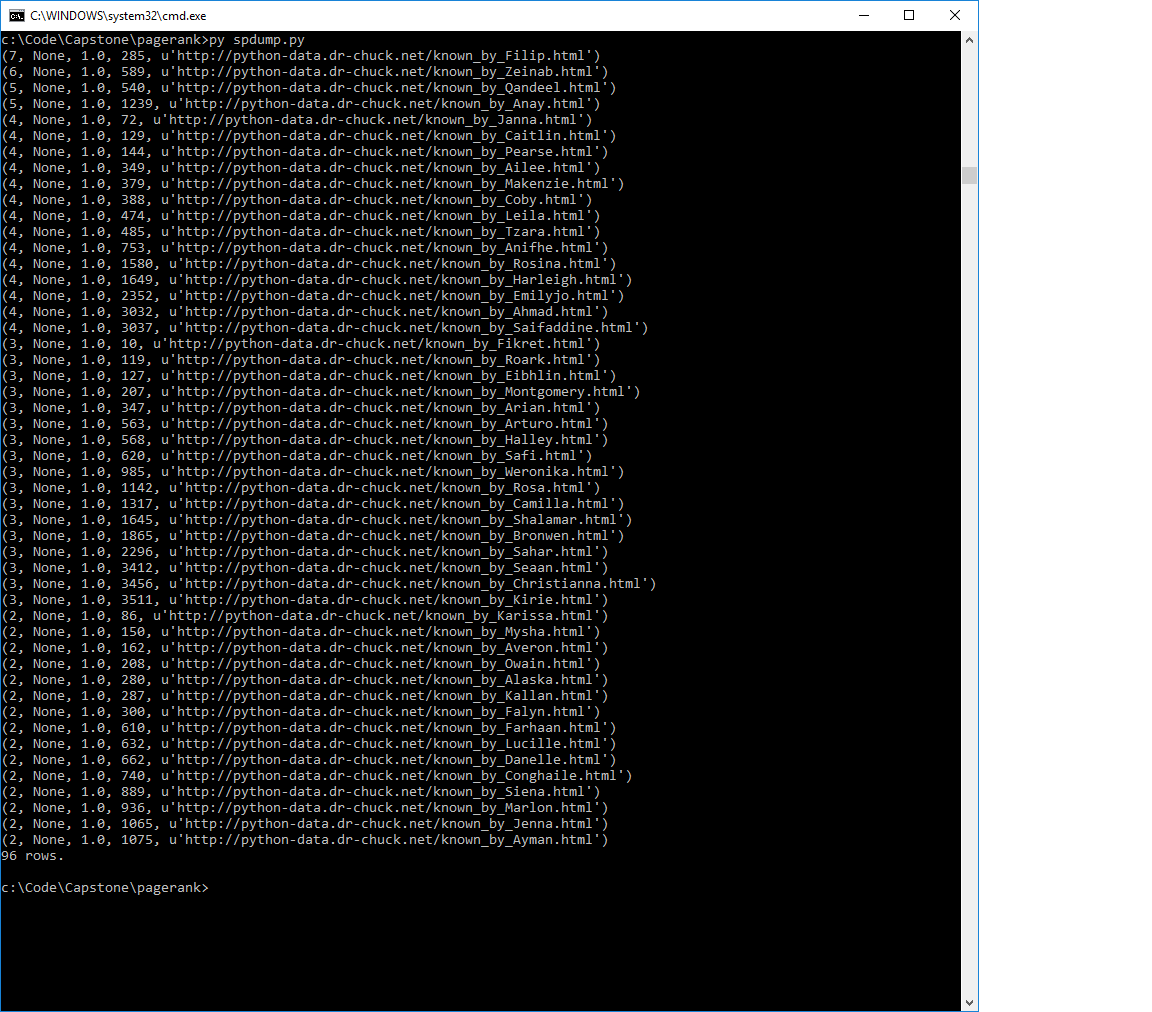 C:\WINDOWS\system32\cmd.exe
c:\Code\Capstone\pagerank>py spdump.py
(7, None, 1.0, 285, u'http://python-data.dr-chuck.net/known_by_Filip.html')
(6, None, 1.0, 589, u'http://python-data.dr-chuck.net/known_by_Zeinab.html')
(5, None, 1.0, 540, u'http://python-data.dr-chuck.net/known_by_Qandeel.html')
(5, None, 1.0, 1239, u'http://python-data.dr-chuck.net/known_by_Anay.html')
(4, None, 1.0, 72, u'http://python-data.dr-chuck.net/known_by_Janna.html')
(4, None, 1.0, 129, u'http://python-data.dr-chuck.net/known_by_Caitlin.html')
(4, None, 1.0, 144, u'http://python-data.dr-chuck.net/known_by_Pearse.html')
(4, None, 1.0, 349, u'http://python-data.dr-chuck.net/known_by_Ailee.html')
(4, None, 1.0, 379, u'http://python-data.dr-chuck.net/known_by_Makenzie.html')
(4, None, 1.0, 388, u'http://python-data.dr-chuck.net/known_by_Coby.html')
(4, None, 1.0, 474, u'http://python-data.dr-chuck.net/known_by_Leila.html')
(4, None, 1.0, 485, u'http://python-data.dr-chuck.net/known_by_Tzara.html')
(4, None, 1.0, 753, u'http://python-data.dr-chuck.net/known_by_Anifhe.html')
(4, None, 1.0, 1580, u'http://python-data.dr-chuck.net/known_by_Rosina.html')
(4, None, 1.0, 1649, u'http://python-data.dr-chuck.net/known_by_Harleigh.html')
(4, None, 1.0, 2352, u'http://python-data.dr-chuck.net/known_by_Emilyjo.html')
(4, None, 1.0, 3032, u'http://python-data.dr-chuck.net/known_by_Ahmad.html')
(4, None, 1.0, 3037, u'http://python-data.dr-chuck.net/known_by_Saifaddine.html')
(3, None, 1.0, 10, u'http://python-data.dr-chuck.net/known_by_Fikret.html')
(3, None, 1.0, 119, u'http://python-data.dr-chuck.net/known_by_Roark.html')
(3, None, 1.0, 127, u'http://python-data.dr-chuck.net/known_by_Eibhlin.html')
(3, None, 1.0, 207, u'http://python-data.dr-chuck.net/known_by_Montgomery.html')
(3, None, 1.0, 347, u'http://python-data.dr-chuck.net/known_by_Arian.html')
(3, None, 1.0, 563, u'http://python-data.dr-chuck.net/known_by_Arturo.html')
(3, None, 1.0, 568, u'http://python-data.dr-chuck.net/known_by_Halley.html')
(3, None, 1.0, 620, u'http://python-data.dr-chuck.net/known_by_Safi.html')
(3, None, 1.0, 985, u'http://python-data.dr-chuck.net/known_by_Weronika.html')
(3, None, 1.0, 1142, u'http://python-data.dr-chuck.net/known_by_Rosa.html')
(3, None, 1.0, 1317, u'http://python-data.dr-chuck.net/known_by_Camilla.html')
(3, None, 1.0, 1645, u'http://python-data.dr-chuck.net/known_by_Shalamar.html')
(3, None, 1.0, 1865, u'http://python-data.dr-chuck.net/known_by_Bronwen.html')
(3, None, 1.0, 2296, u'http://python-data.dr-chuck.net/known_by_Sahar.html')
(3, None, 1.0, 3412, u'http://python-data.dr-chuck.net/known_by_Seaan.html')
(3, None, 1.0, 3456, u'http://python-data.dr-chuck.net/known_by_Christianna.html')
(3, None, 1.0, 3511, u'http://python-data.dr-chuck.net/known_by_Kirie.html')
(2, None, 1.0, 86, u'http://python-data.dr-chuck.net/known_by_Karissa.html')
(2, None, 1.0, 150, u'http://python-data.dr-chuck.net/known_by_Mysha.html')
(2, None, 1.0, 162, u'http://python-data.dr-chuck.net/known_by_Averon.html')
(2, None, 1.0, 208, u'http://python-data.dr-chuck.net/known_by_Owain.html')
(2, None, 1.0, 280, u'http://python-data.dr-chuck.net/known_by_Alaska.html')
(2, None, 1.0, 287, u'http://python-data.dr-chuck.net/known_by_Kallan.html')
(2, None, 1.0, 300, u'http://python-data.dr-chuck.net/known_by_Falyn.html')
(2, None, 1.0, 610, u'http://python-data.dr-chuck.net/known_by_Farhaan.html')
(2, None, 1.0, 632, u'http://python-data.dr-chuck.net/known_by_Lucille.html')
(2, None, 1.0, 662, u'http://python-data.dr-chuck.net/known_by_Danelle.html')
(2, None, 1.0, 740, u'http://python-data.dr-chuck.net/known_by_Conghaile.html')
(2, None, 1.0, 889, u'http://python-data.dr-chuck.net/known_by_Siena.html')
(2, None, 1.0, 936, u'http://python-data.dr-chuck.net/known_by_Marlon.html')
(2, None, 1.0, 1065, u'http://python-data.dr-chuck.net/known_by_Jenna.html')
(2, None, 1.0, 1075, u'http://python-data.dr-chuck.net/known_by_Ayman.html')
96 rows.
c:\Code\Capstone\pagerank>